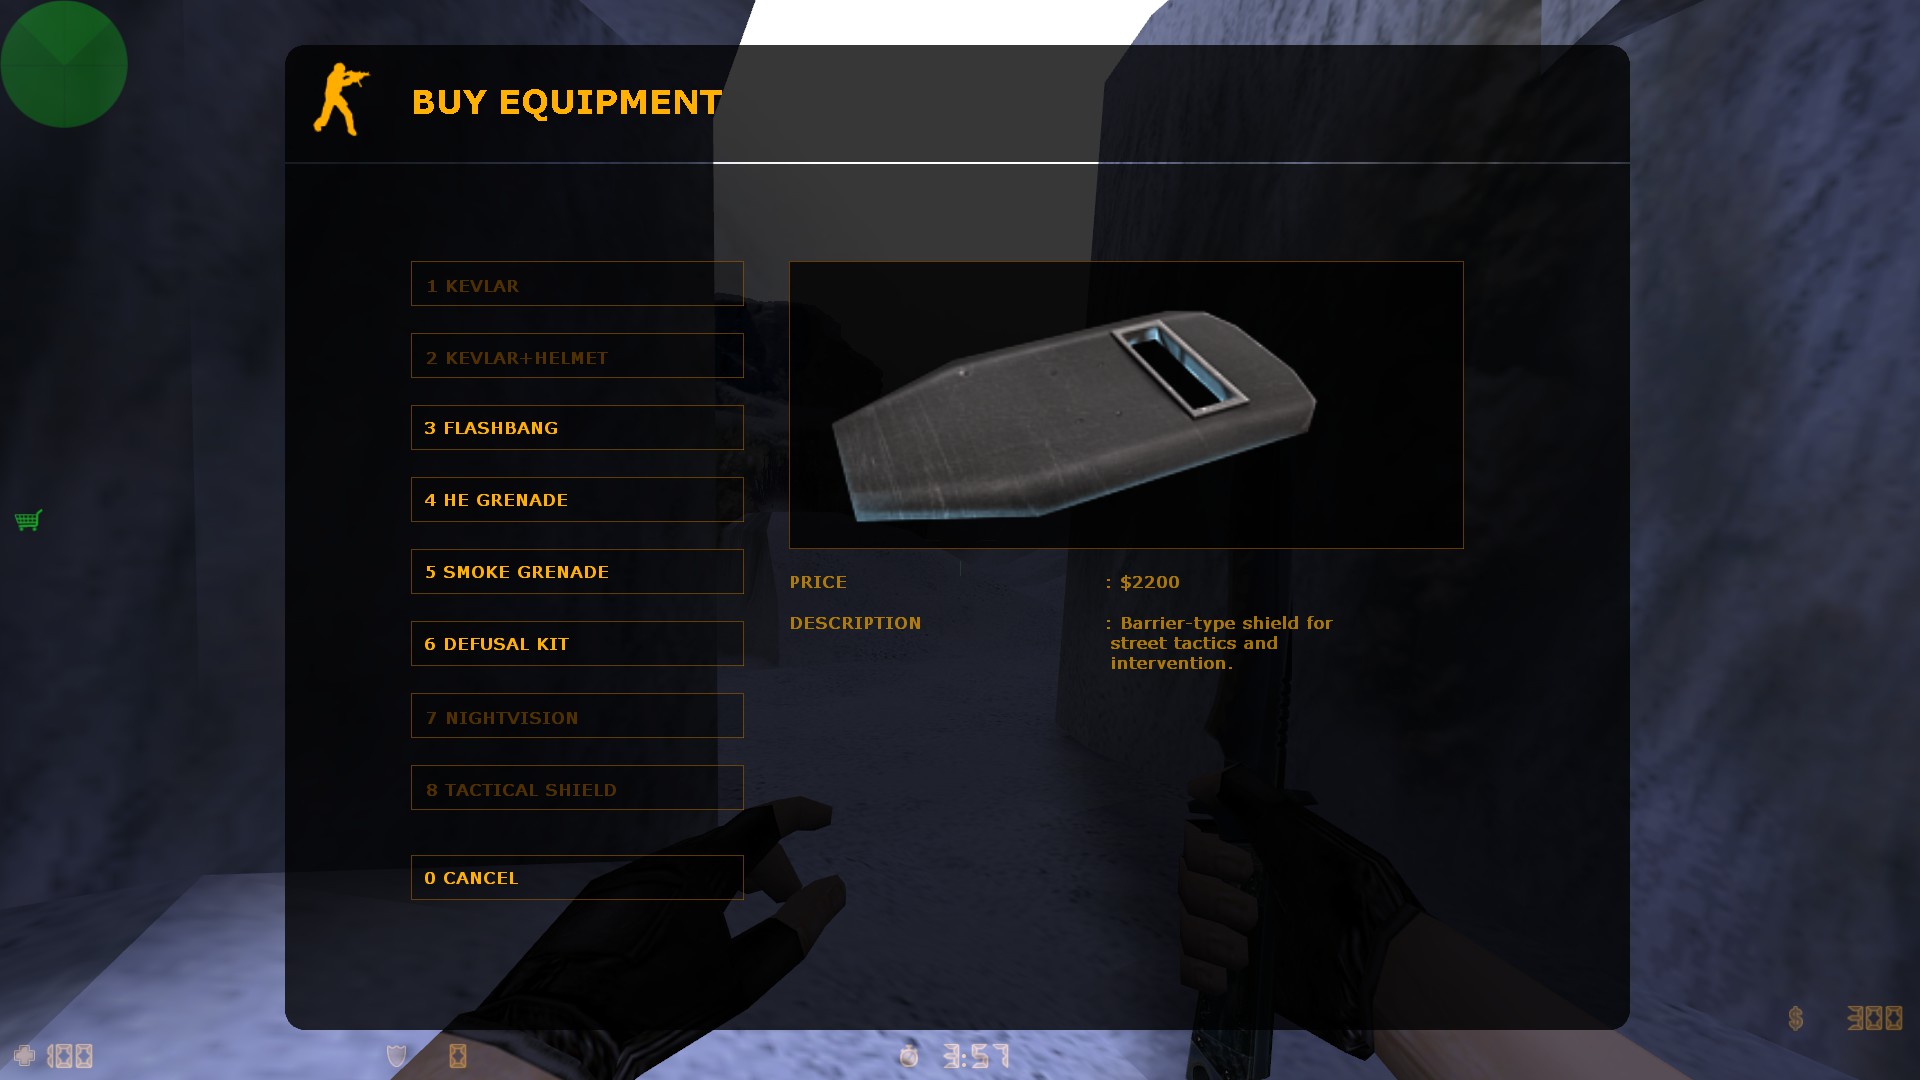 BUY EQUIPMENT
1 KEVLAR
2 KEVLAR+HELMET
3 FLASHBANG
4 HE GRENADE
5 SMOKE GRENADE
6 DEFUSAL KIT
7 NIGHTVISION
8 TACTICAL SHIELD
0 CANCEL
PRICE : $2200
DESCRIPTION : Barrier-type shield for
street tactics and
intervention.
$ 300
100 0 3:57